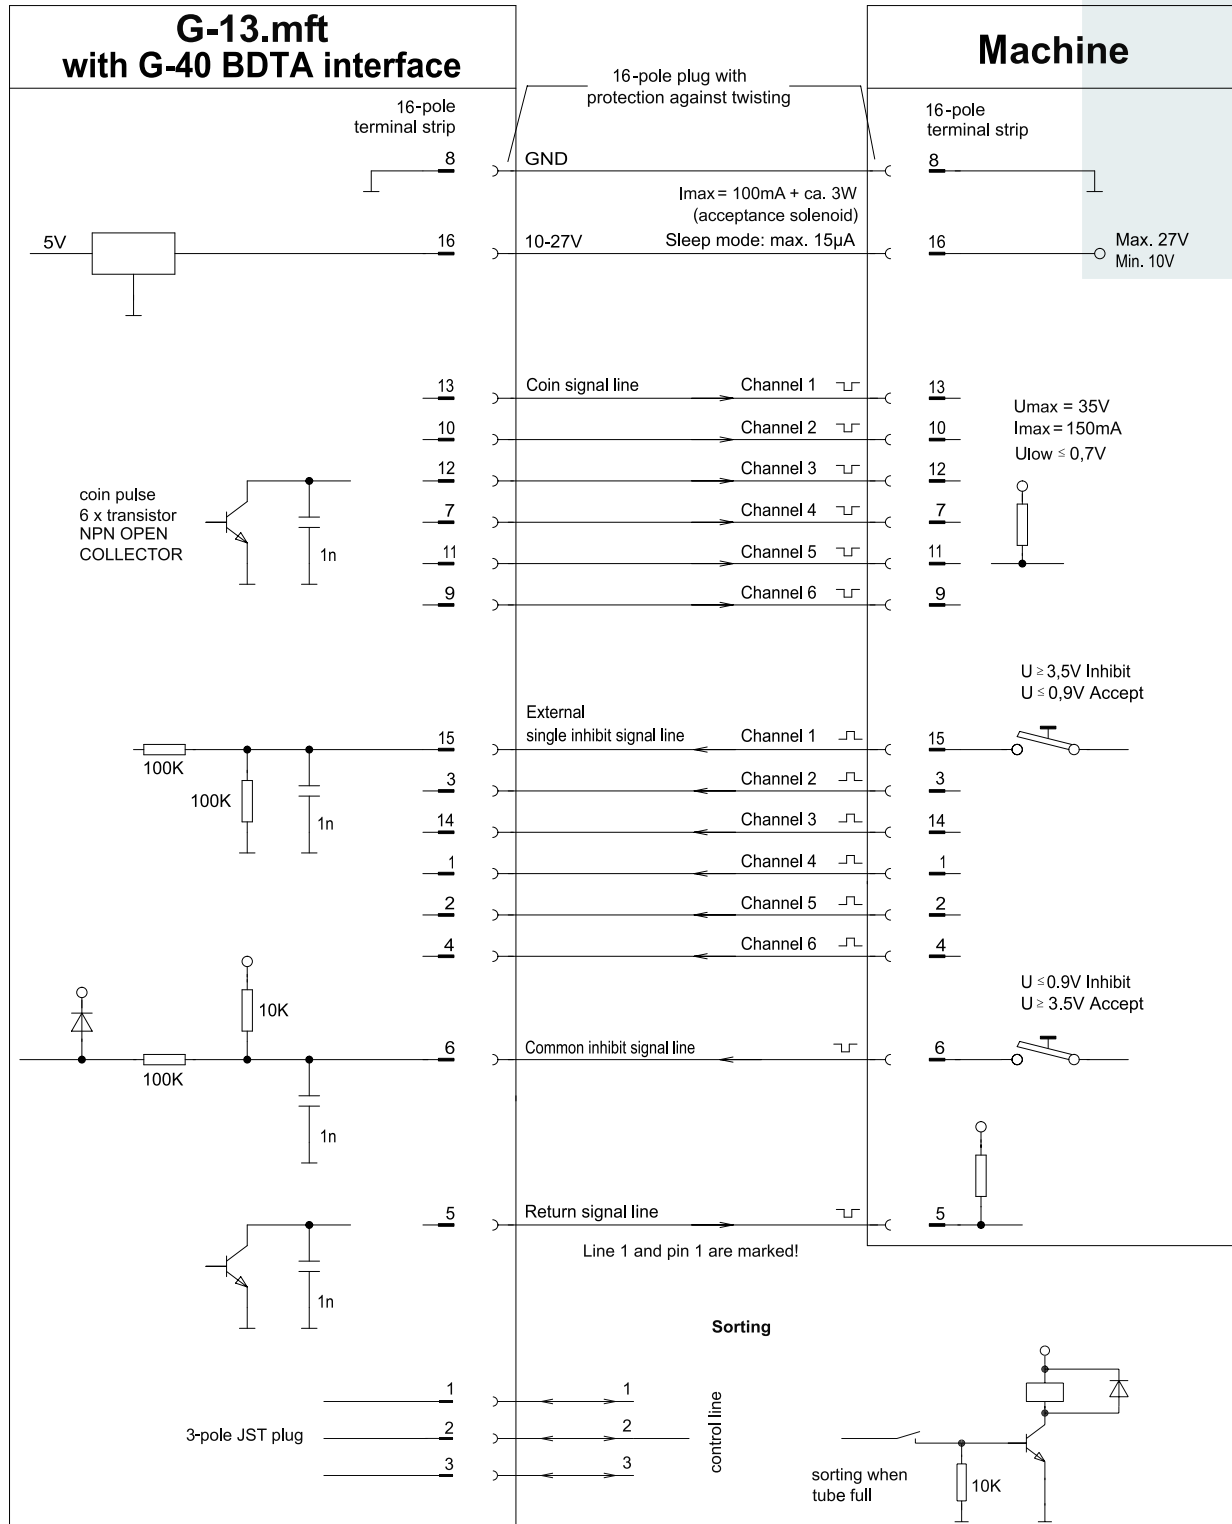 G-13.mft
with G-40 BDTA interface
Machine
16-pole plug with
protection against twisting
16-pole
terminal strip
16-pole
terminal strip
8
GND
8
Imax = 100mA + ca. 3W
(acceptance solenoid)
5V
16
10-27V
Sleep mode: max. 15µA
16
Max. 27V
Min. 10V
13
Coin signal line
Channel 1
13
10
Channel 2
10
12
Channel 3
12
7
Channel 4
7
11
Channel 5
11
9
Channel 6
9
Umax = 35V
Imax = 150mA
Ulow ≤ 0,7V
coin pulse
6 x transistor
NPN OPEN
COLLECTOR
1n
U ≥ 3,5V Inhibit
U ≤ 0,9V Accept
External
single inhibit signal line
15
Channel 1
15
3
Channel 2
3
14
Channel 3
14
1
Channel 4
1
2
Channel 5
2
4
Channel 6
4
100K
100K
1n
U ≤ 0.9V Inhibit
U ≥ 3.5V Accept
10K
6
Common inhibit signal line
6
100K
1n
5
Return signal line
5
Line 1 and pin 1 are marked!
1n
Sorting
1
1
3-pole JST plug
2
2
3
3
control line
sorting when
tube full
10K